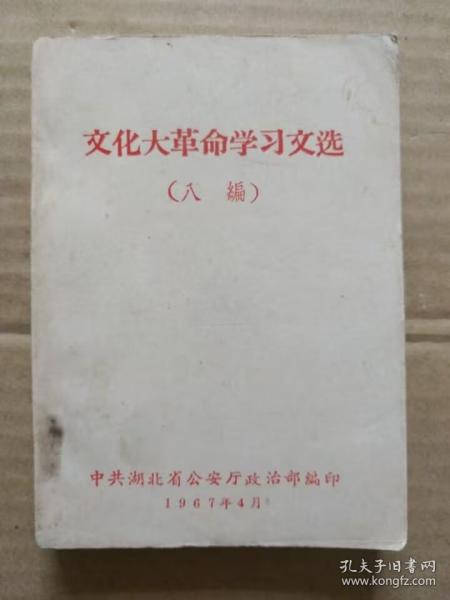 文化大革命学习文选
（八 編）
中共湖北省公安厅政治部編印
1967年4月
孔夫子旧书网
www.kongfz.com